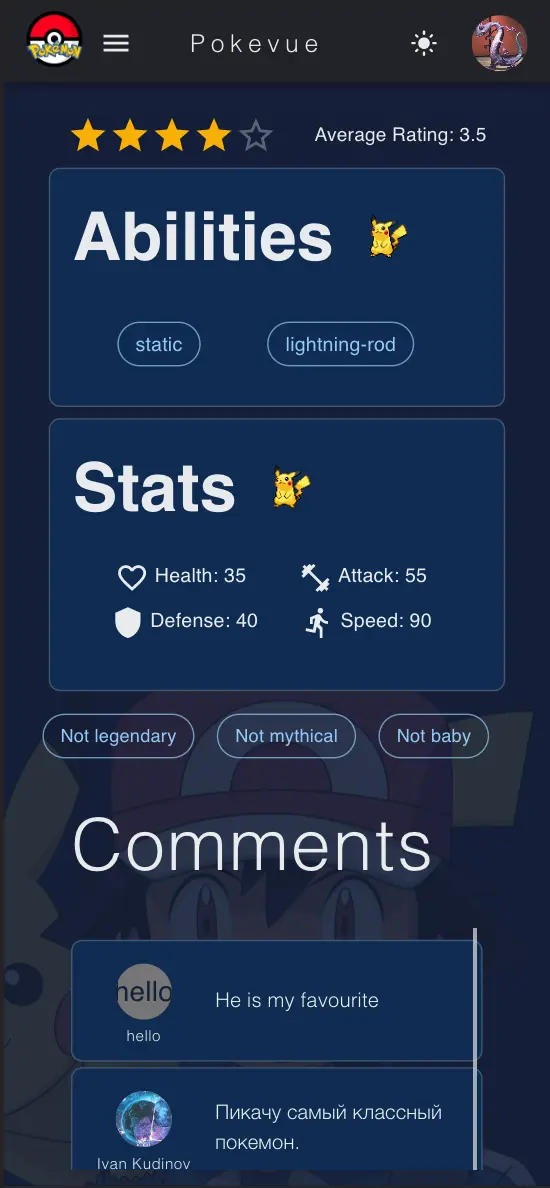 Pokemon
Pokevue
Average Rating: 3.5
Abilities
static
lightning-rod
Stats
Health: 35
Attack: 55
Defense: 40
Speed: 90
Not legendary
Not mythical
Not baby
Comments
hello
He is my favourite
hello
Пикачу самый классный
покемон.
Ivan Kudinov